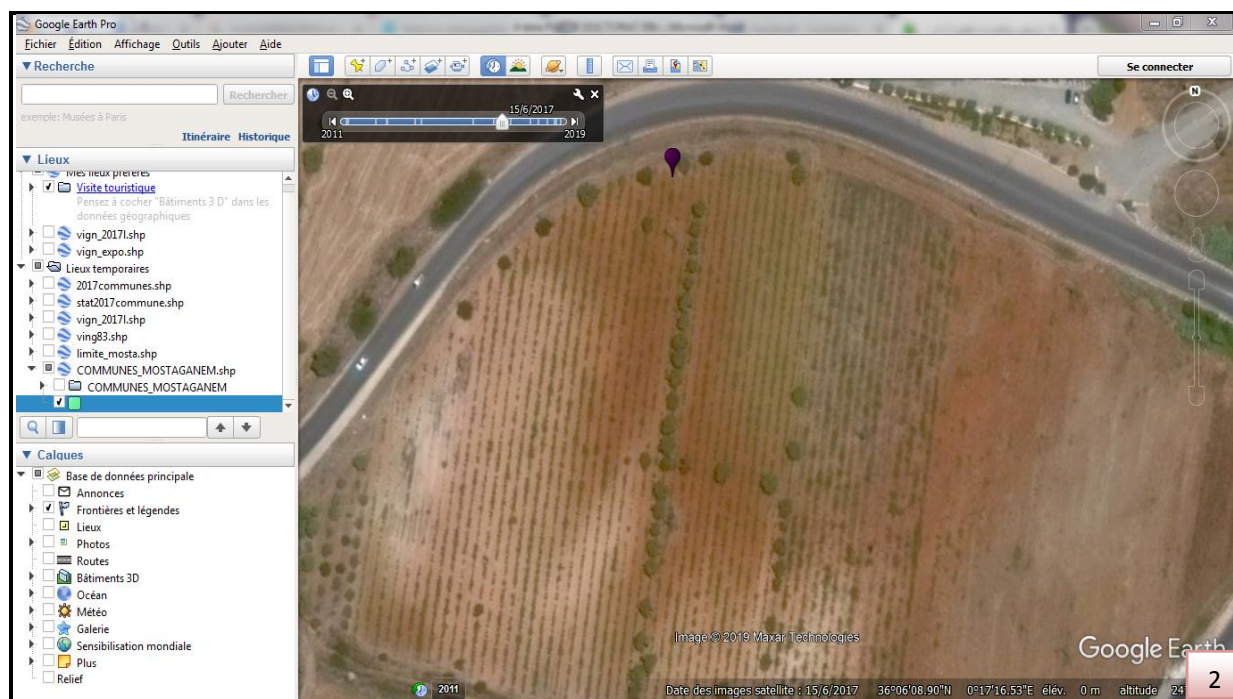 Google Earth Pro
Fichier Édition Affichage Outils Ajouter Aide
▼ Recherche
Se connecter
Rechercher
exemple: Musées à Paris
Itinéraire Historique
15/6/2017
2011 2019
N
▼ Lieux
Mes lieux préférés
Visite touristique
Pensez à cocher "Bâtiments 3 D" dans les
données géographiques
vign_2017l.shp
vign_expo.shp
Lieux temporaires
2017communes.shp
stat2017commune.shp
vign_2017l.shp
ving83.shp
limite_mosta.shp
COMMUNES_MOSTAGANEM.shp
COMMUNES_MOSTAGANEM
▼ Calques
Base de données principale
Annonces
Frontières et légendes
Lieux
Photos
Routes
Bâtiments 3D
Océan
Météo
Galerie
Sensibilisation mondiale
Plus
Relief
Image © 2019 Maxar Technologies
Google Earth
2011
Date des images satellite : 15/6/2017 36°06'08.90"N 0°17'16.53"E élév. 0 m altitude
2